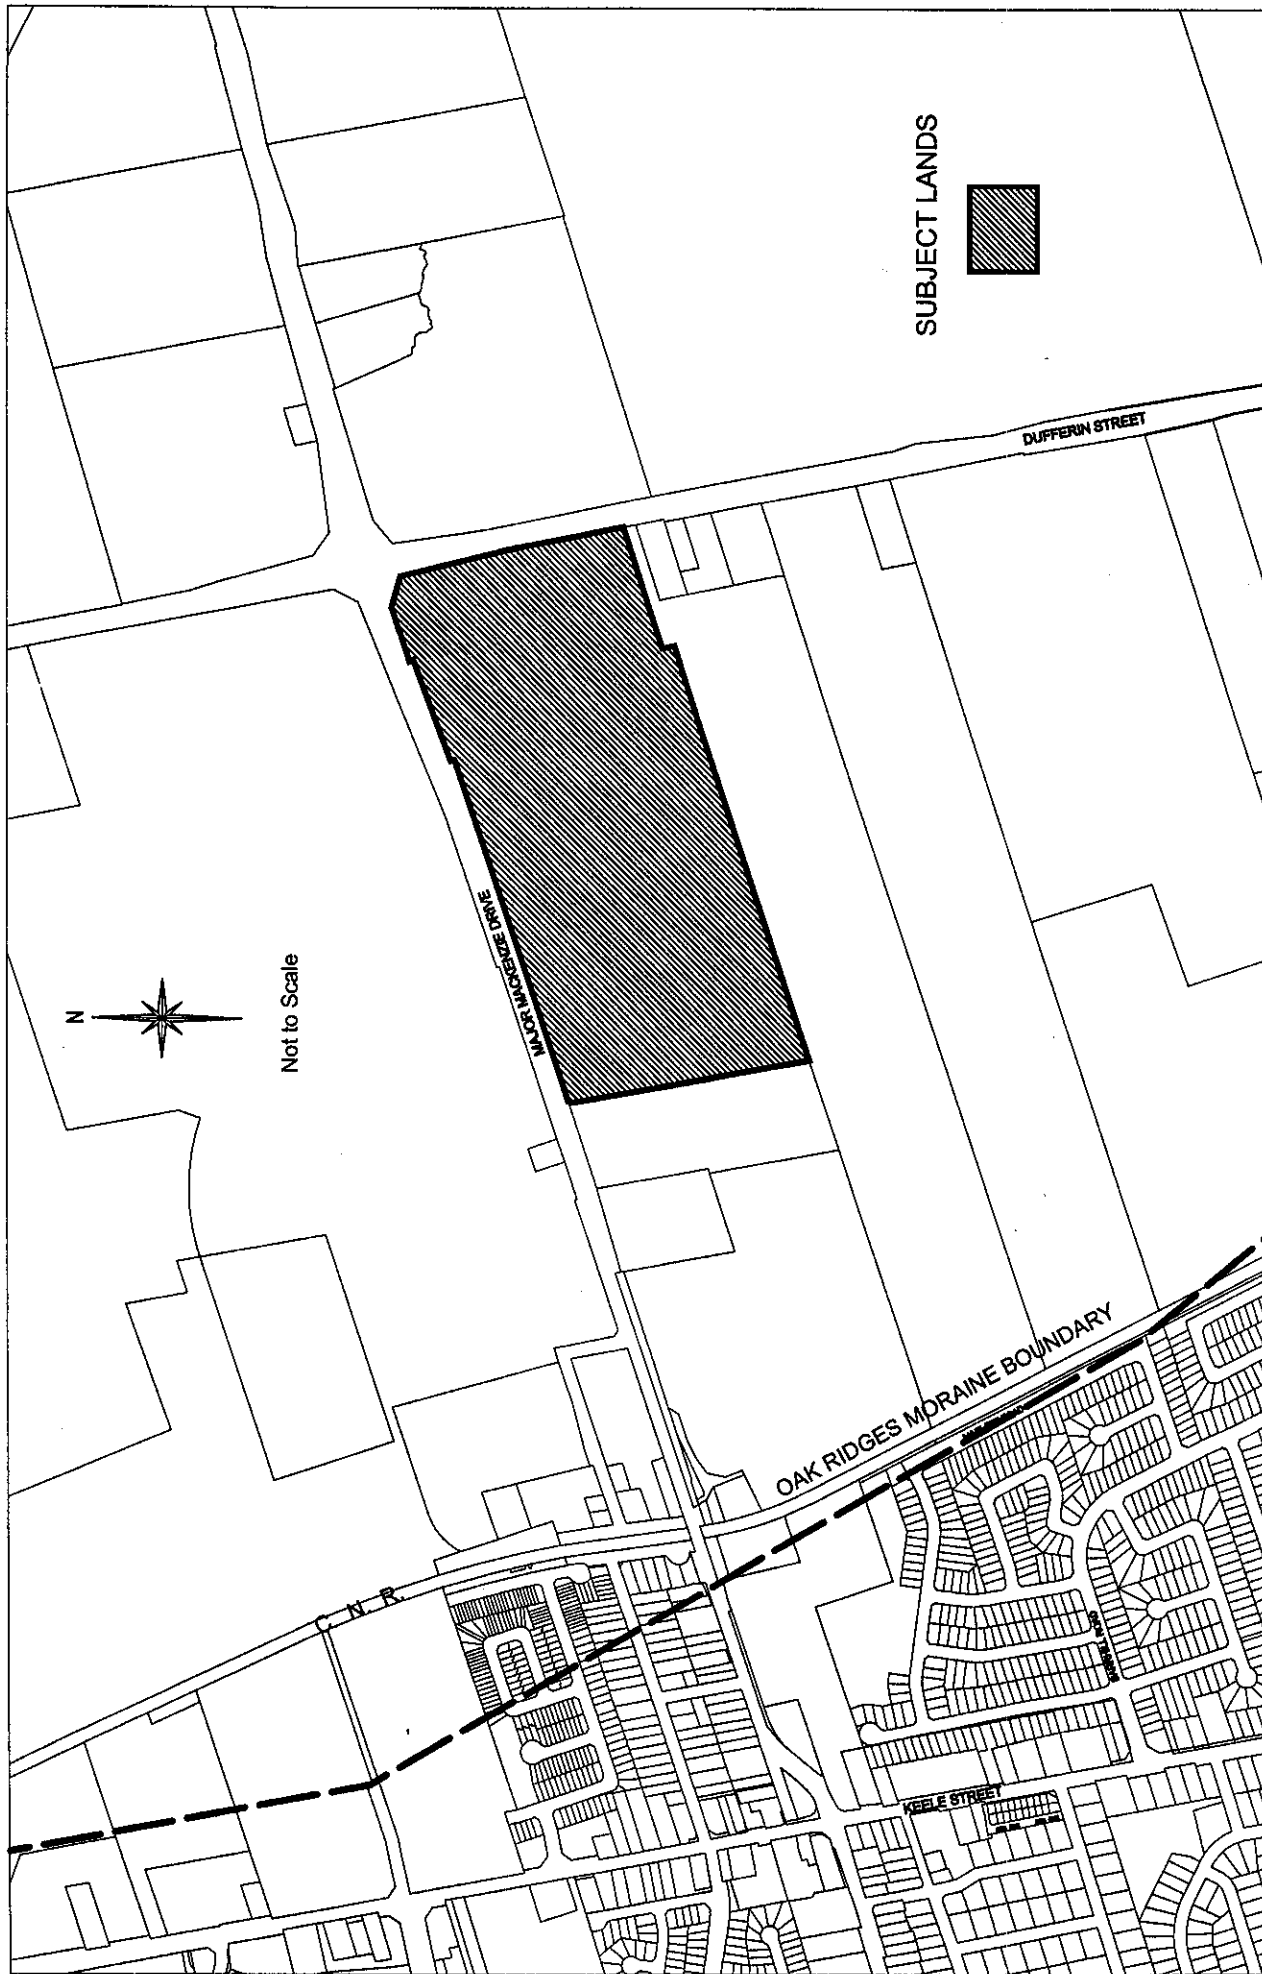 N
Not to Scale
SUBJECT LANDS
DUFFERIN STREET
MAJOR MACKENZIE DRIVE
OAK RIDGES MORAINE BOUNDARY
C. N. R.
KEELE STREET